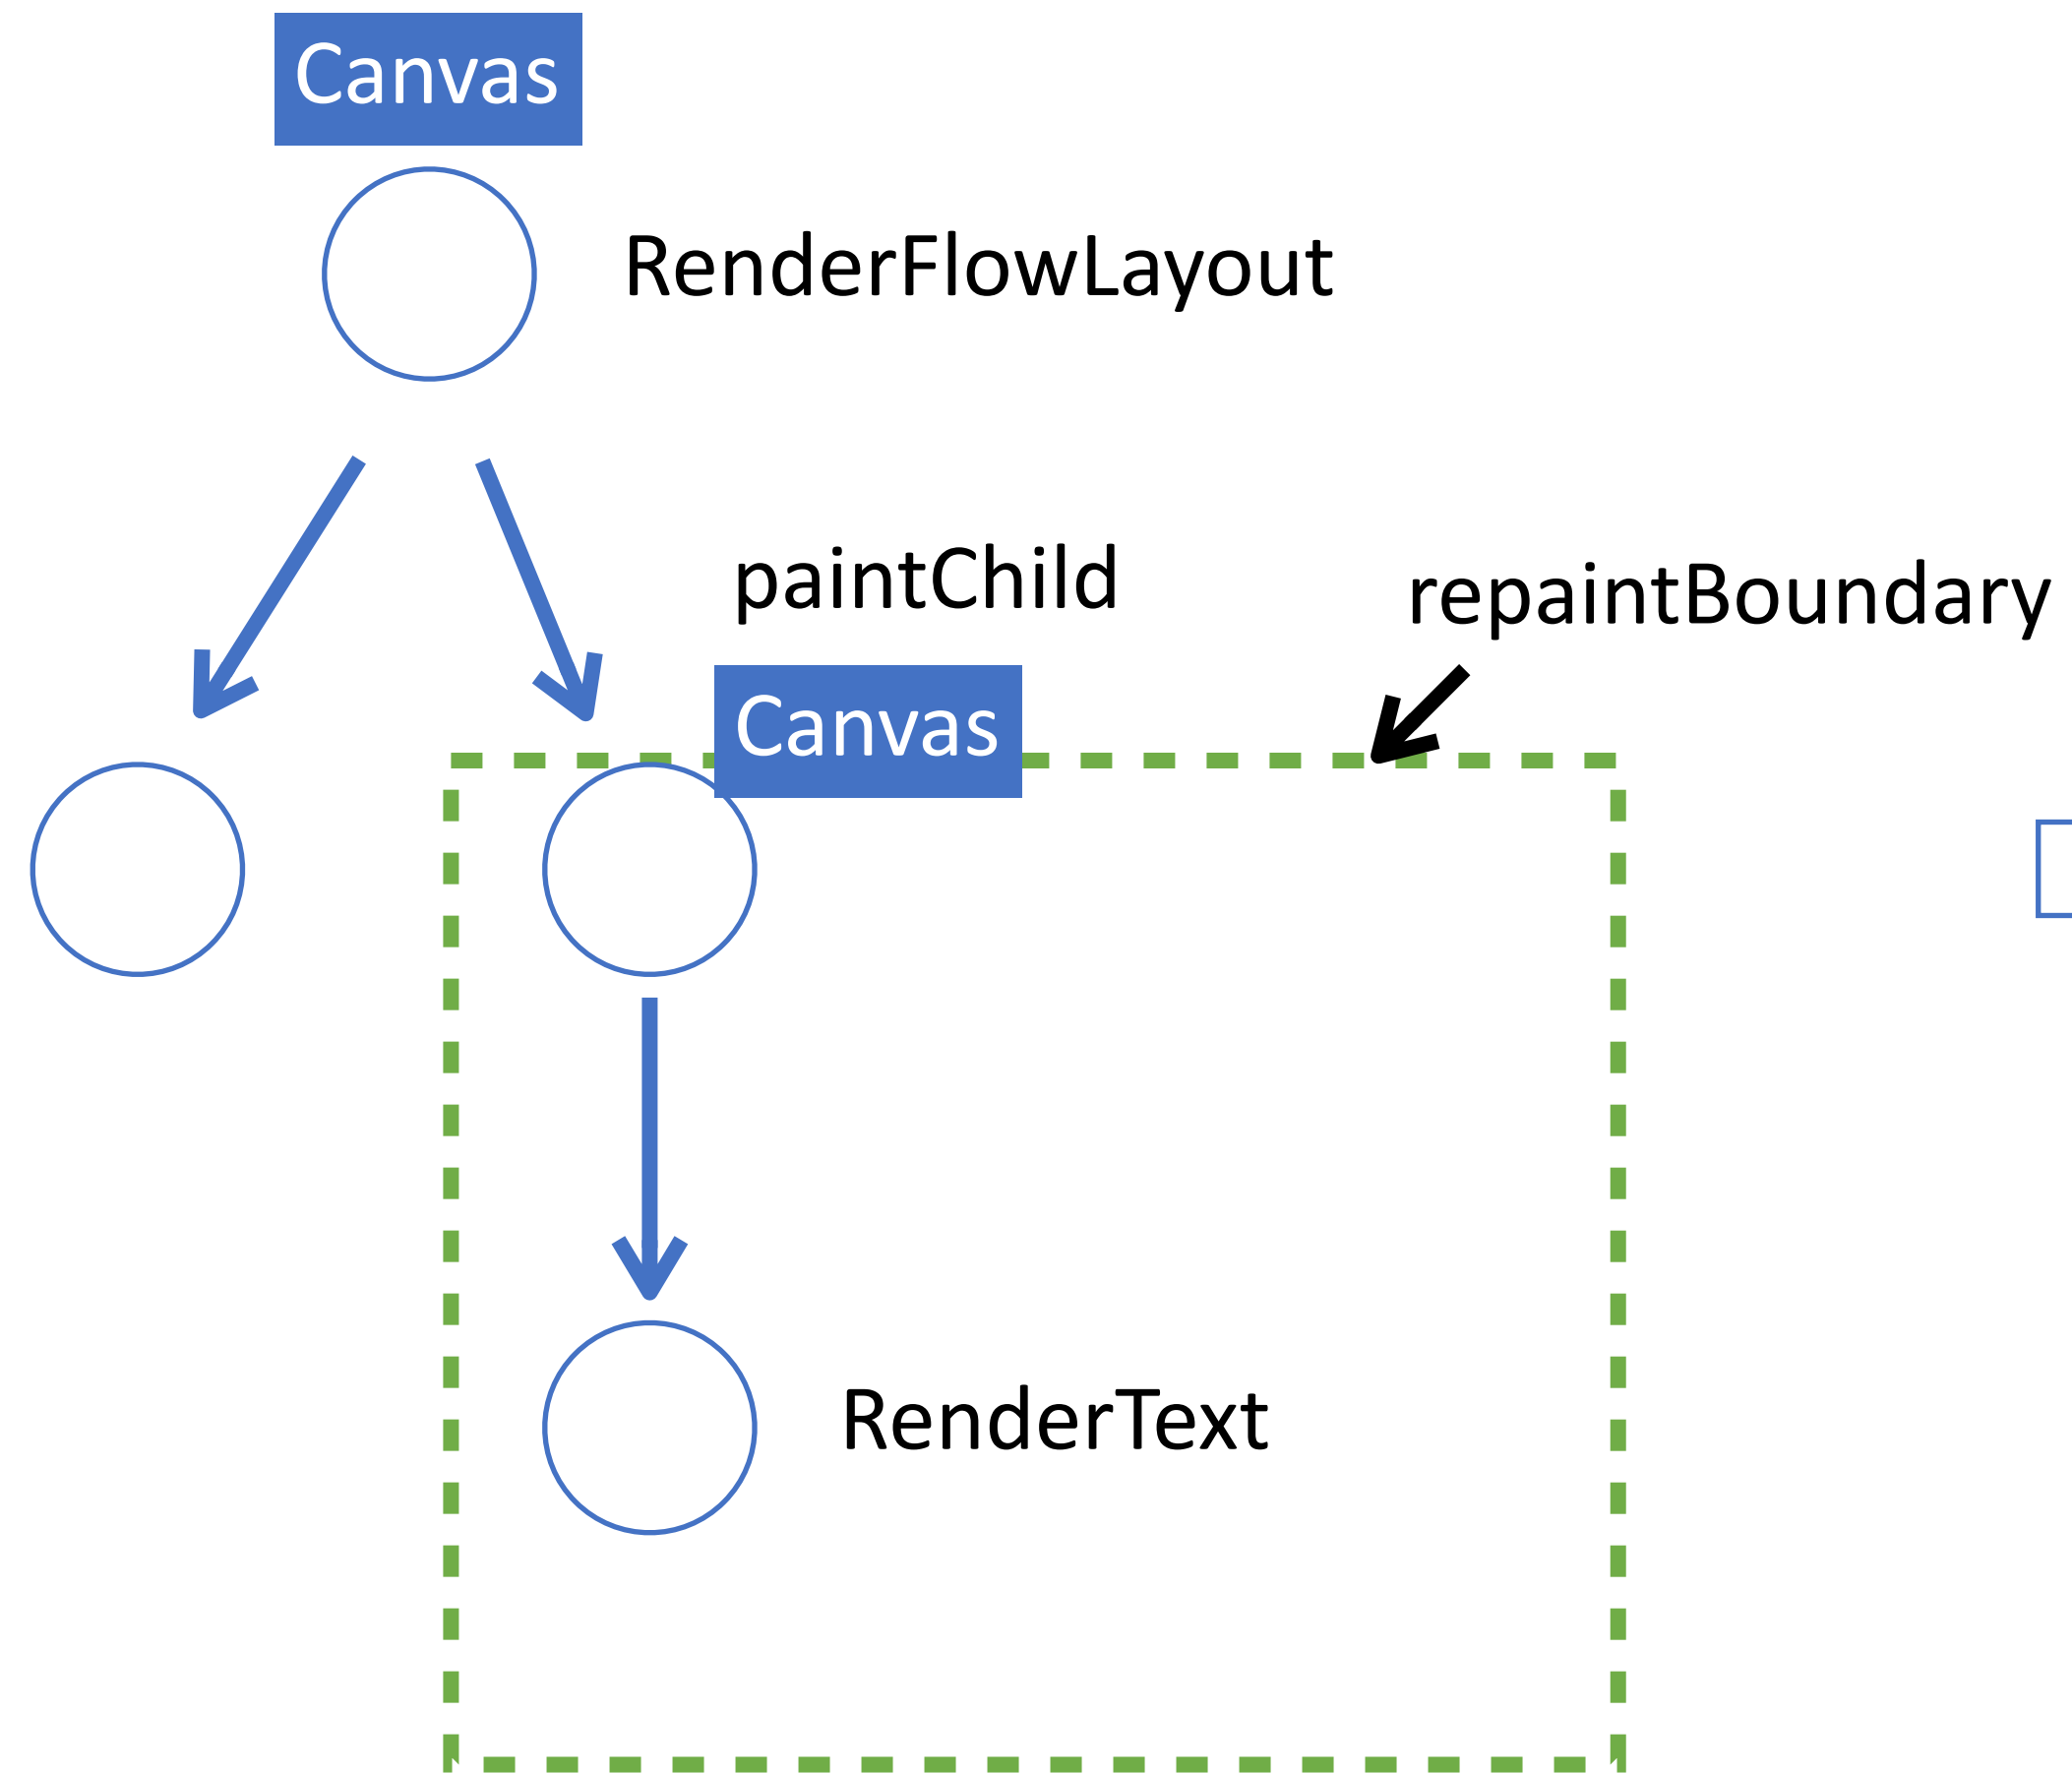 Canvas
RenderFlowLayout
paintChild
repaintBoundary
Canvas
RenderText